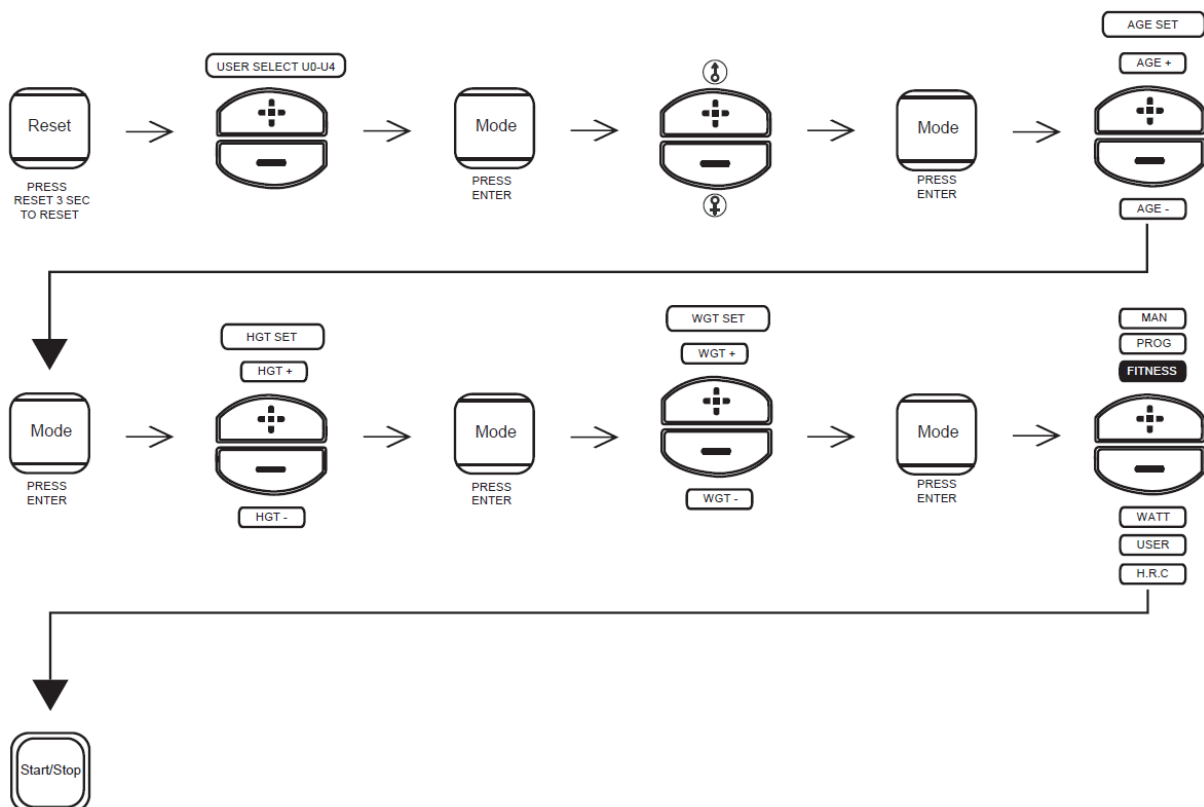 AGE SET
USER SELECT U0-U4
AGE +
Reset
Mode
Mode
PRESS
RESET 3 SEC
TO RESET
PRESS
ENTER
PRESS
ENTER
AGE -
HGT SET
HGT +
WGT SET
WGT +
MAN
PROG
FITNESS
Mode
Mode
Mode
PRESS
ENTER
HGT -
PRESS
ENTER
WGT -
PRESS
ENTER
WATT
USER
H.R.C
Start/Stop